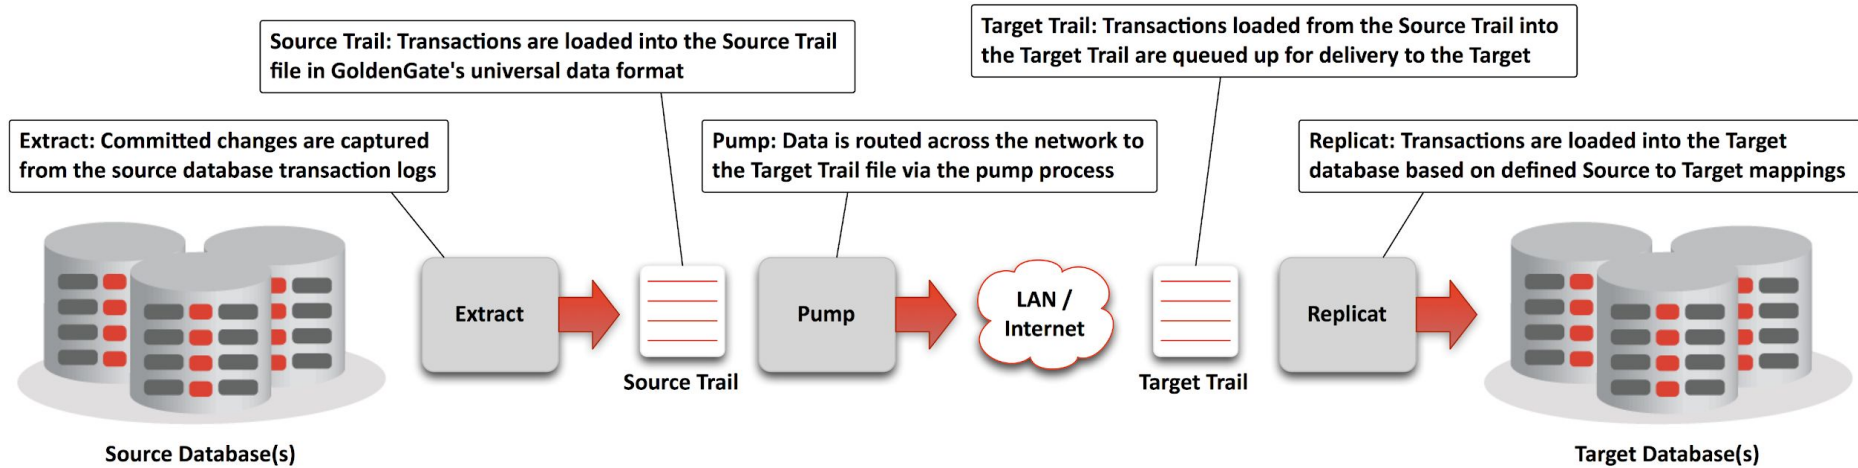 Source Trail: Transactions are loaded into the Source Trail
file in GoldenGate's universal data format
Target Trail: Transactions loaded from the Source Trail into
the Target Trail are queued up for delivery to the Target
Extract: Committed changes are captured
from the source database transaction logs
Pump: Data is routed across the network to
the Target Trail file via the pump process
Replicat: Transactions are loaded into the Target
database based on defined Source to Target mappings
Extract
Pump
LAN /
Internet
Replicat
Source Trail
Target Trail
Source Database(s)
Target Database(s)